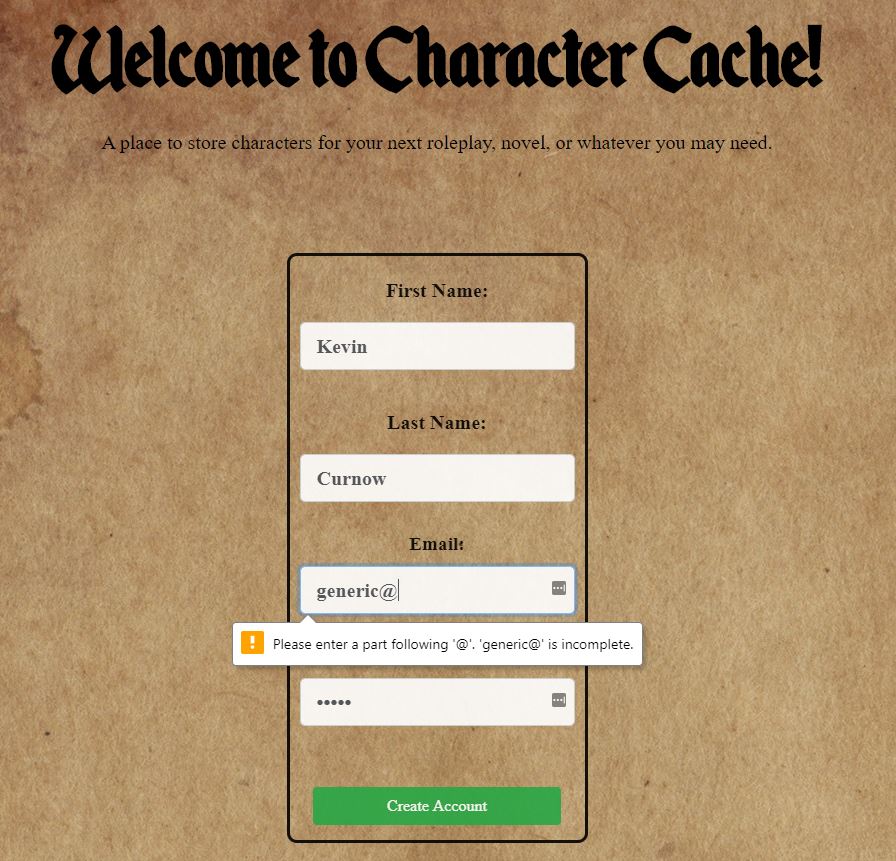 Welcome to Character Cache!
A place to store characters for your next roleplay, novel, or whatever you may need.
First Name:
Kevin
Last Name:
Curnow
Email:
generic@
Please enter a part following '@'. 'generic@' is incomplete.
•••••
Create Account